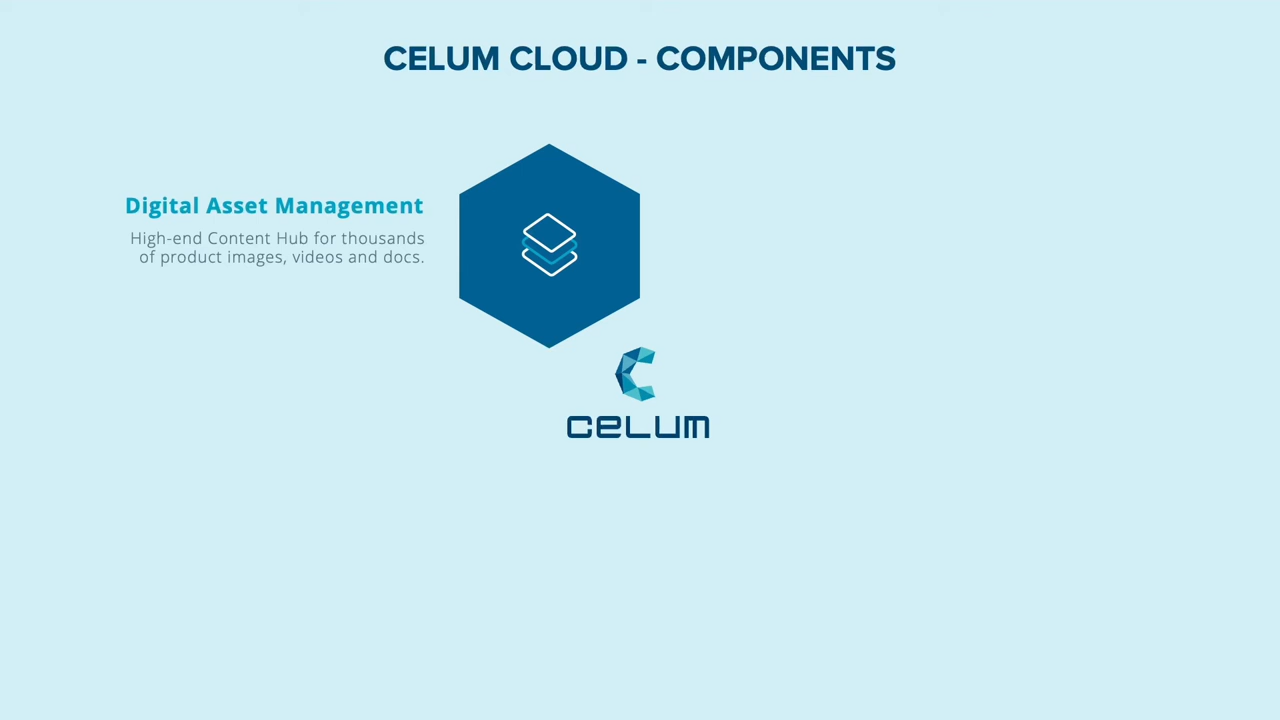 CELUM CLOUD - COMPONENTS
Digital Asset Management
High-end Content Hub for thousands
of product images, videos and docs.
CELUM